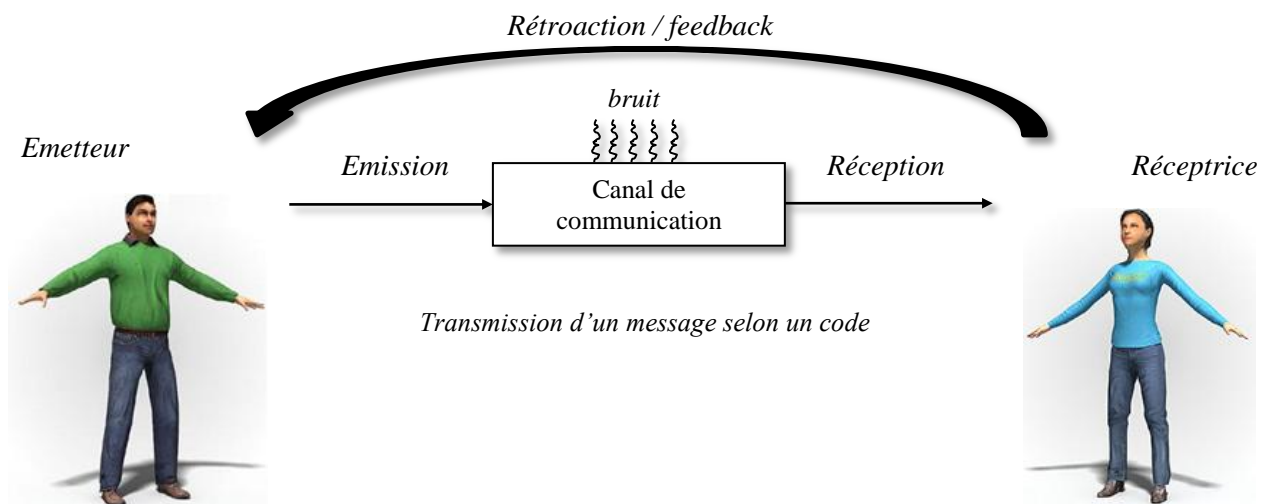 Rétroaction / feedback
bruit
Emetteur
Emission
Réception
Réceptrice
Canal de
communication
Transmission d’un message selon un code